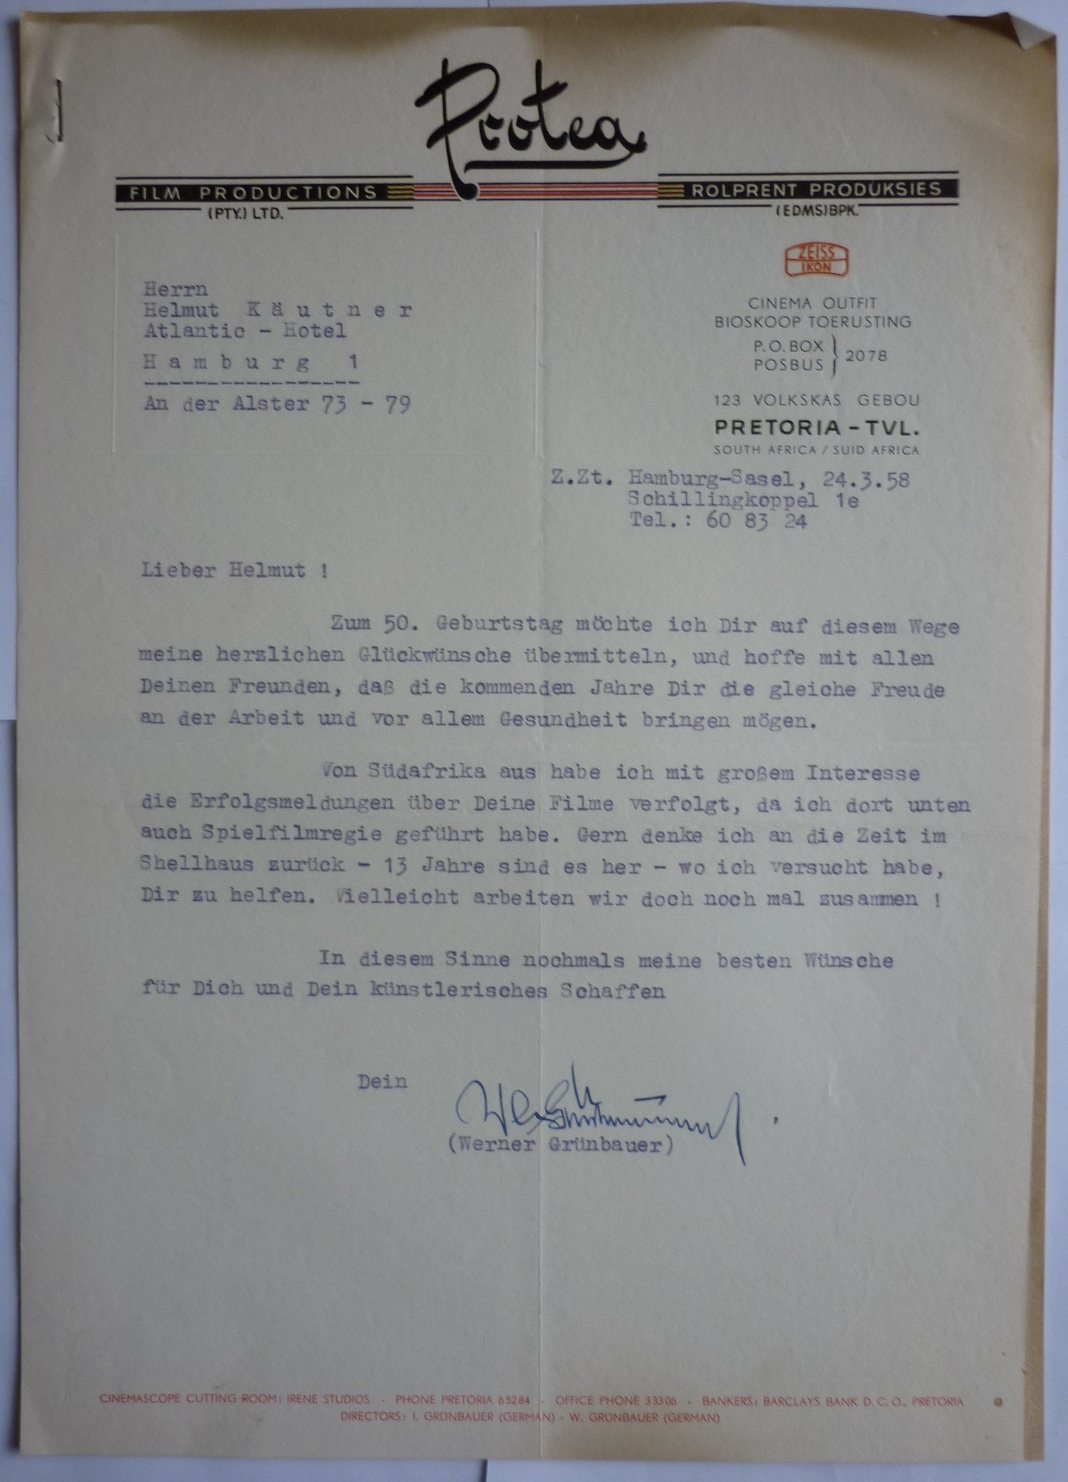 Protea
FILM PRODUCTIONS
(PTY.) LTD.
ROLPRENT PRODUKSIES
(EDMS) BPK.
ZEISS
IKON
CINEMA OUTFIT
BIOSKOOP TOERUSTING
P.O. BOX
POSBUS } 2078
123 VOLKSKAS GEBOU
PRETORIA - TVL.
SOUTH AFRICA / SUID AFRICA
Herrn
Helmut K ä u t n e r
Atlantic - Hotel
H a m b u r g 1
-----------------
An der Alster 73 - 79
Z.Zt. Hamburg-Sasel, 24.3.58
Schillingkoppel 1e
Tel.: 60 83 24
Lieber Helmut !
Zum 50. Geburtstag möchte ich Dir auf diesem Wege
meine herzlichen Glückwünsche übermitteln, und hoffe mit allen
Deinen Freunden, daß die kommenden Jahre Dir die gleiche Freude
an der Arbeit und vor allem Gesundheit bringen mögen.
Von Südafrika aus habe ich mit großem Interesse
die Erfolgsmeldungen über Deine Filme verfolgt, da ich dort unten
auch Spielfilmregie geführt habe. Gern denke ich an die Zeit im
Shellhaus zurück - 13 Jahre sind es her - wo ich versucht habe,
Dir zu helfen. Vielleicht arbeiten wir doch noch mal zusammen !
In diesem Sinne nochmals meine besten Wünsche
für Dich und Dein künstlerisches Schaffen
Dein
(Werner Grünbauer)
CINEMASCOPE CUTTING ROOM: IRENE STUDIOS - PHONE PRETORIA 65284 - OFFICE PHONE 33306 - BANKERS: BARCLAYS BANK D. C. O., PRETORIA
DIRECTORS: I. GRÜNBAUER (GERMAN) - W. GRÜNBAUER (GERMAN)